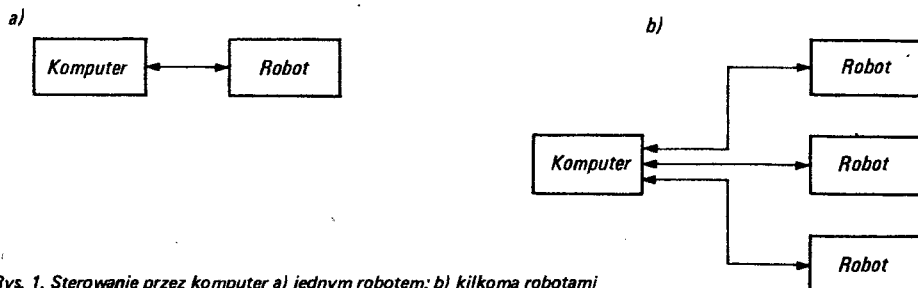 a)
Komputer
Robot
b)
Robot
Komputer
Robot
Robot
Rys. 1. Sterowanie przez komputer a) jednym robotem; b) kilkoma robotami